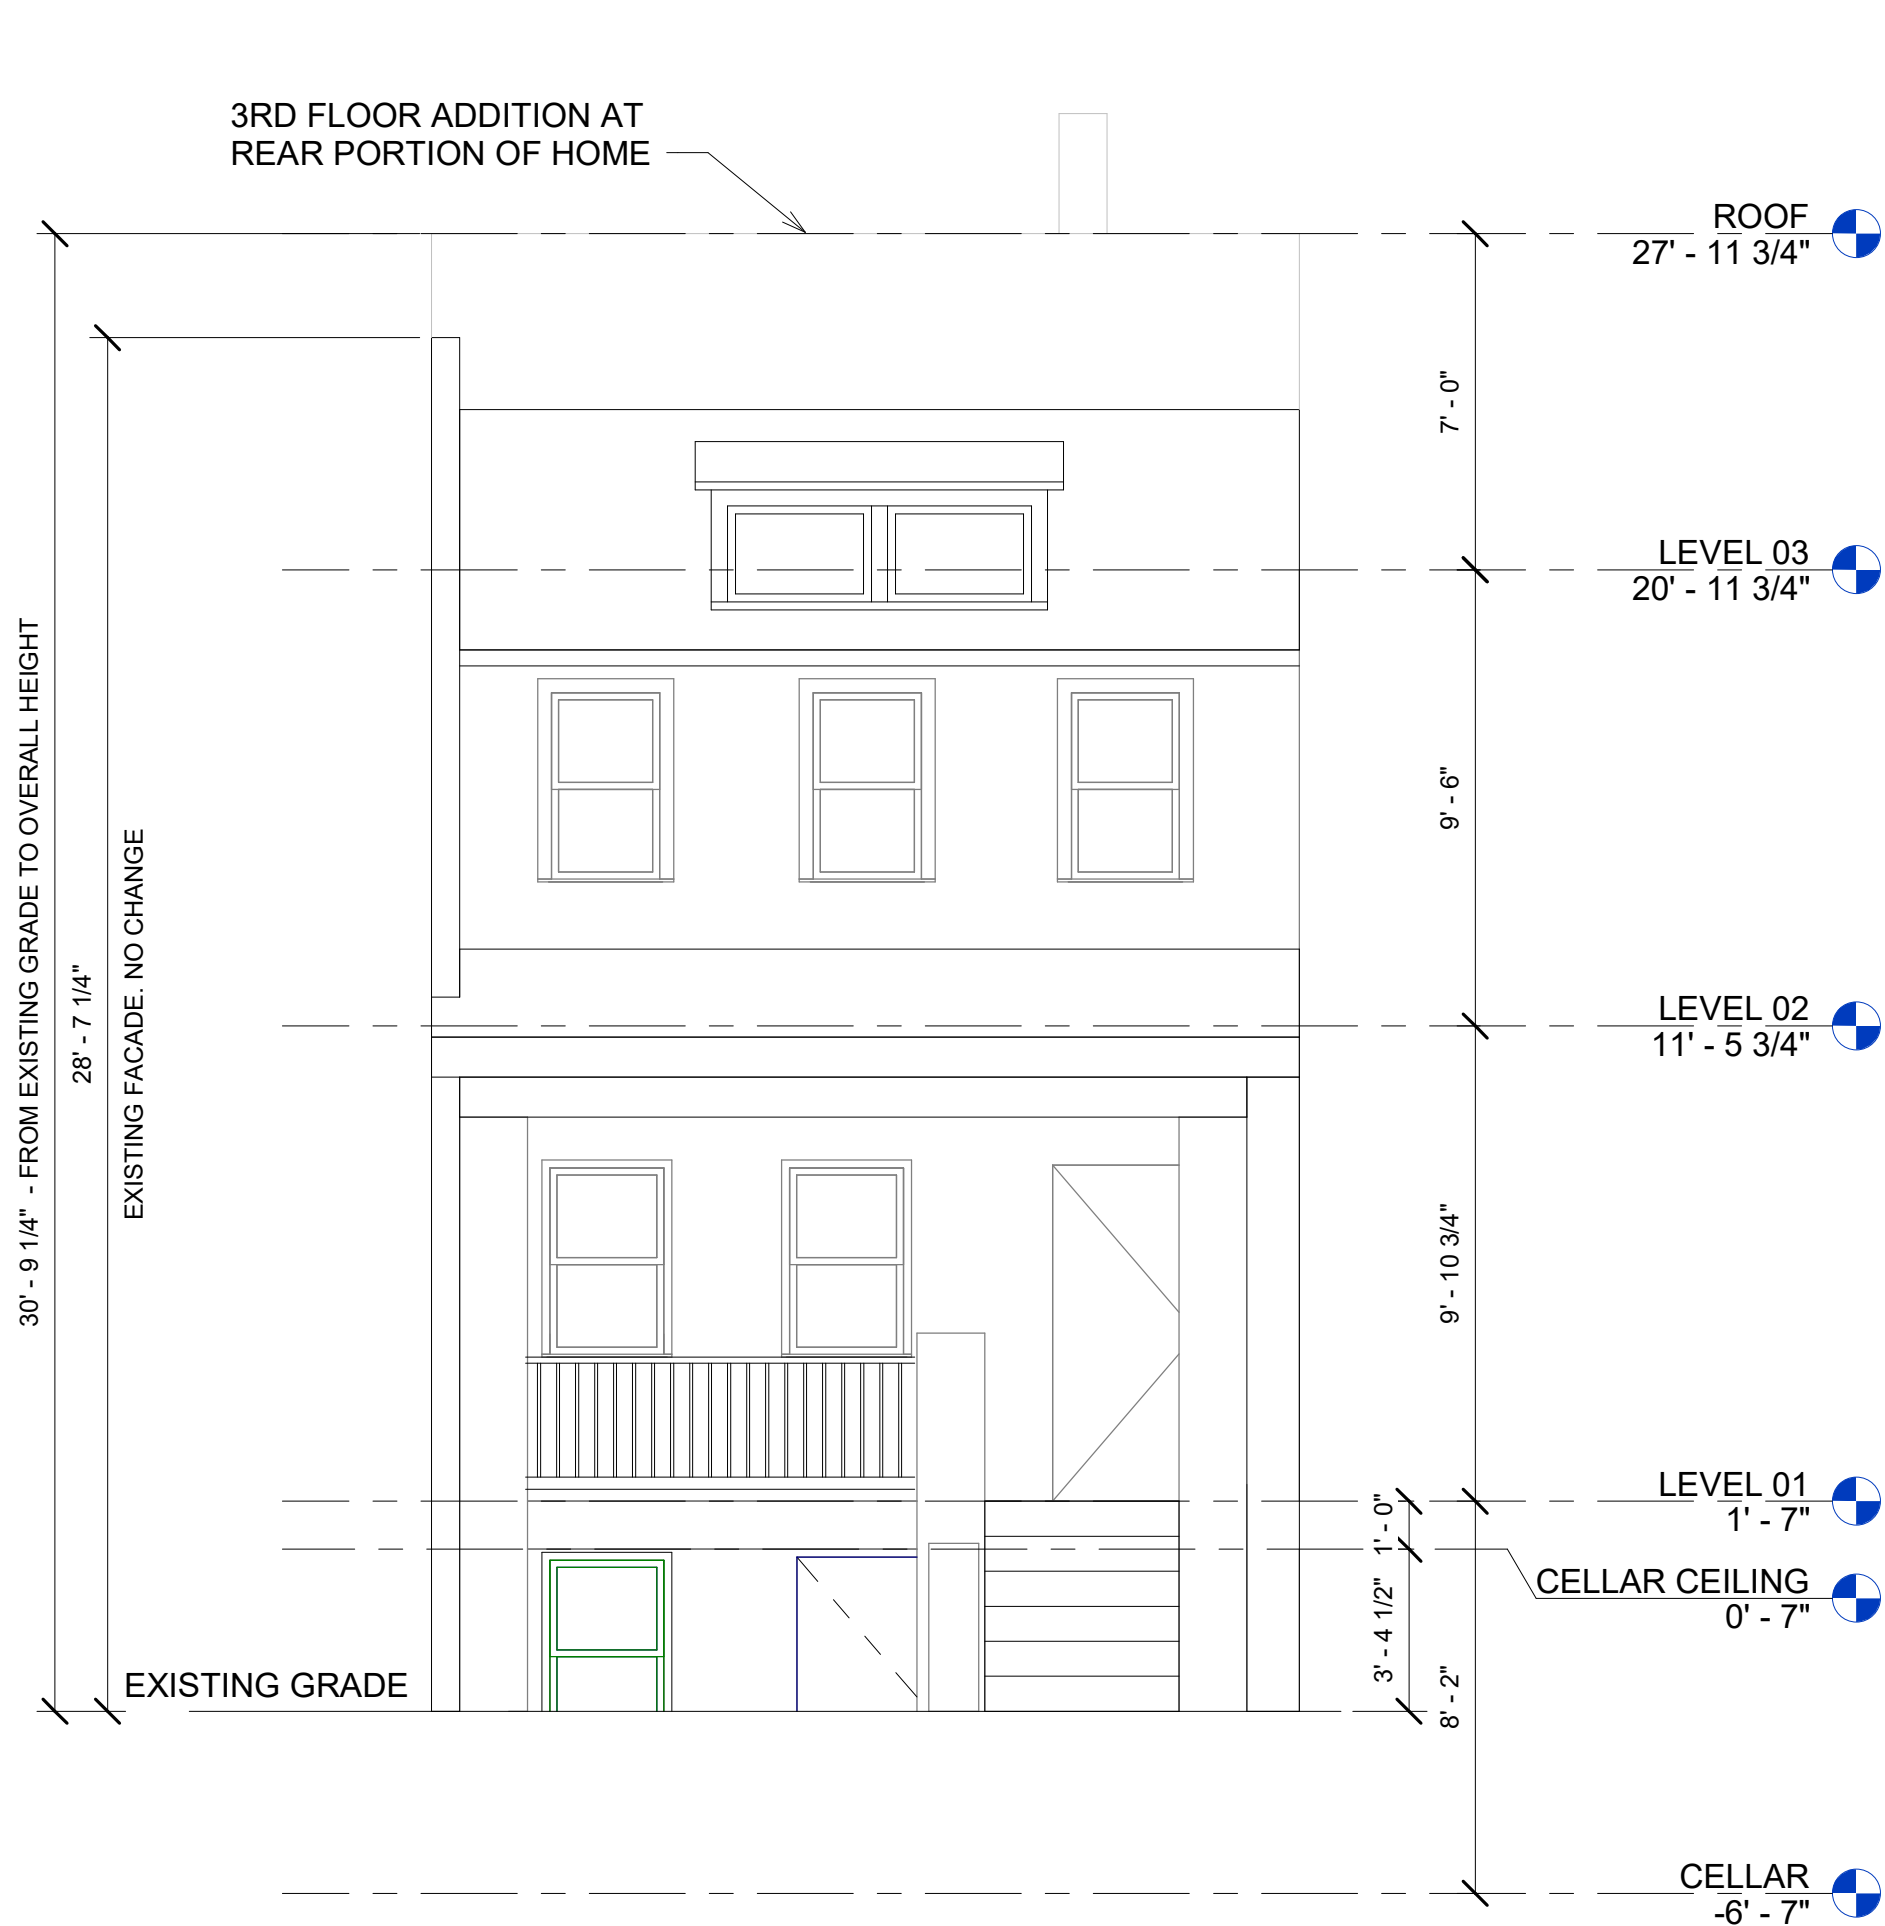 3RD FLOOR ADDITION AT
REAR PORTION OF HOME
ROOF
27' - 11 3/4"
7' - 0"
LEVEL 03
20' - 11 3/4"
9' - 6"
30' - 9 1/4" - FROM EXISTING GRADE TO OVERALL HEIGHT
28' - 7 1/4"
EXISTING FACADE. NO CHANGE
LEVEL 02
11' - 5 3/4"
9' - 10 3/4"
LEVEL 01
1' - 7"
1' - 0"
CELLAR CEILING
0' - 7"
3' - 4 1/2"
8' - 2"
EXISTING GRADE
CELLAR
-6' - 7"